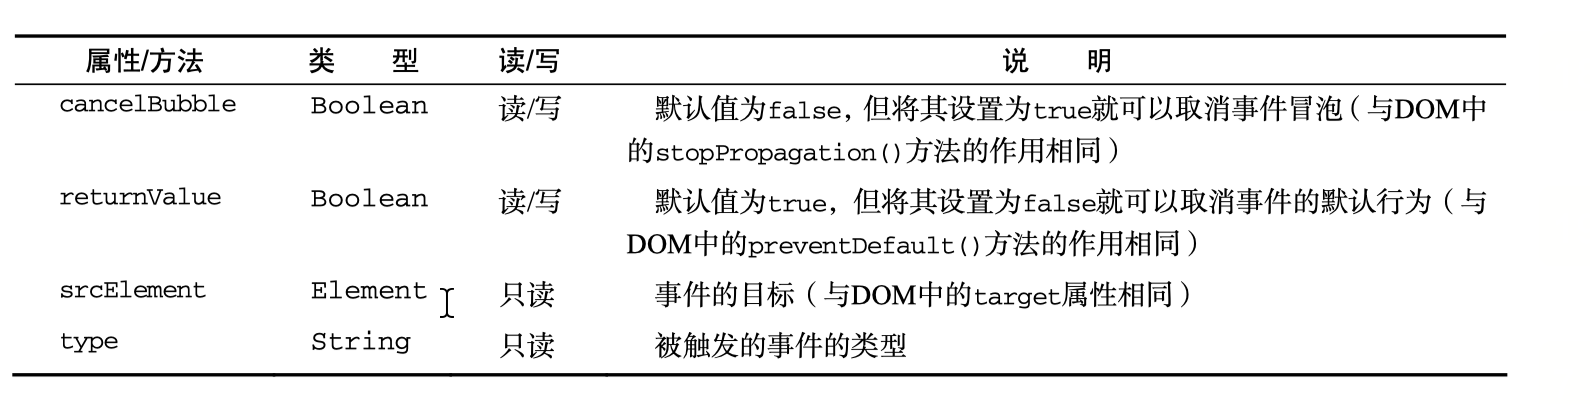 属性/方法 类 型 读/写 说 明
cancelBubble Boolean 读/写 默认值为false，但将其设置为true就可以取消事件冒泡（与DOM中
的stopPropagation()方法的作用相同）
returnValue Boolean 读/写 默认值为true，但将其设置为false就可以取消事件的默认行为（与
DOM中的preventDefault()方法的作用相同）
srcElement Element 只读 事件的目标（与DOM中的target属性相同）
type String 只读 被触发的事件的类型